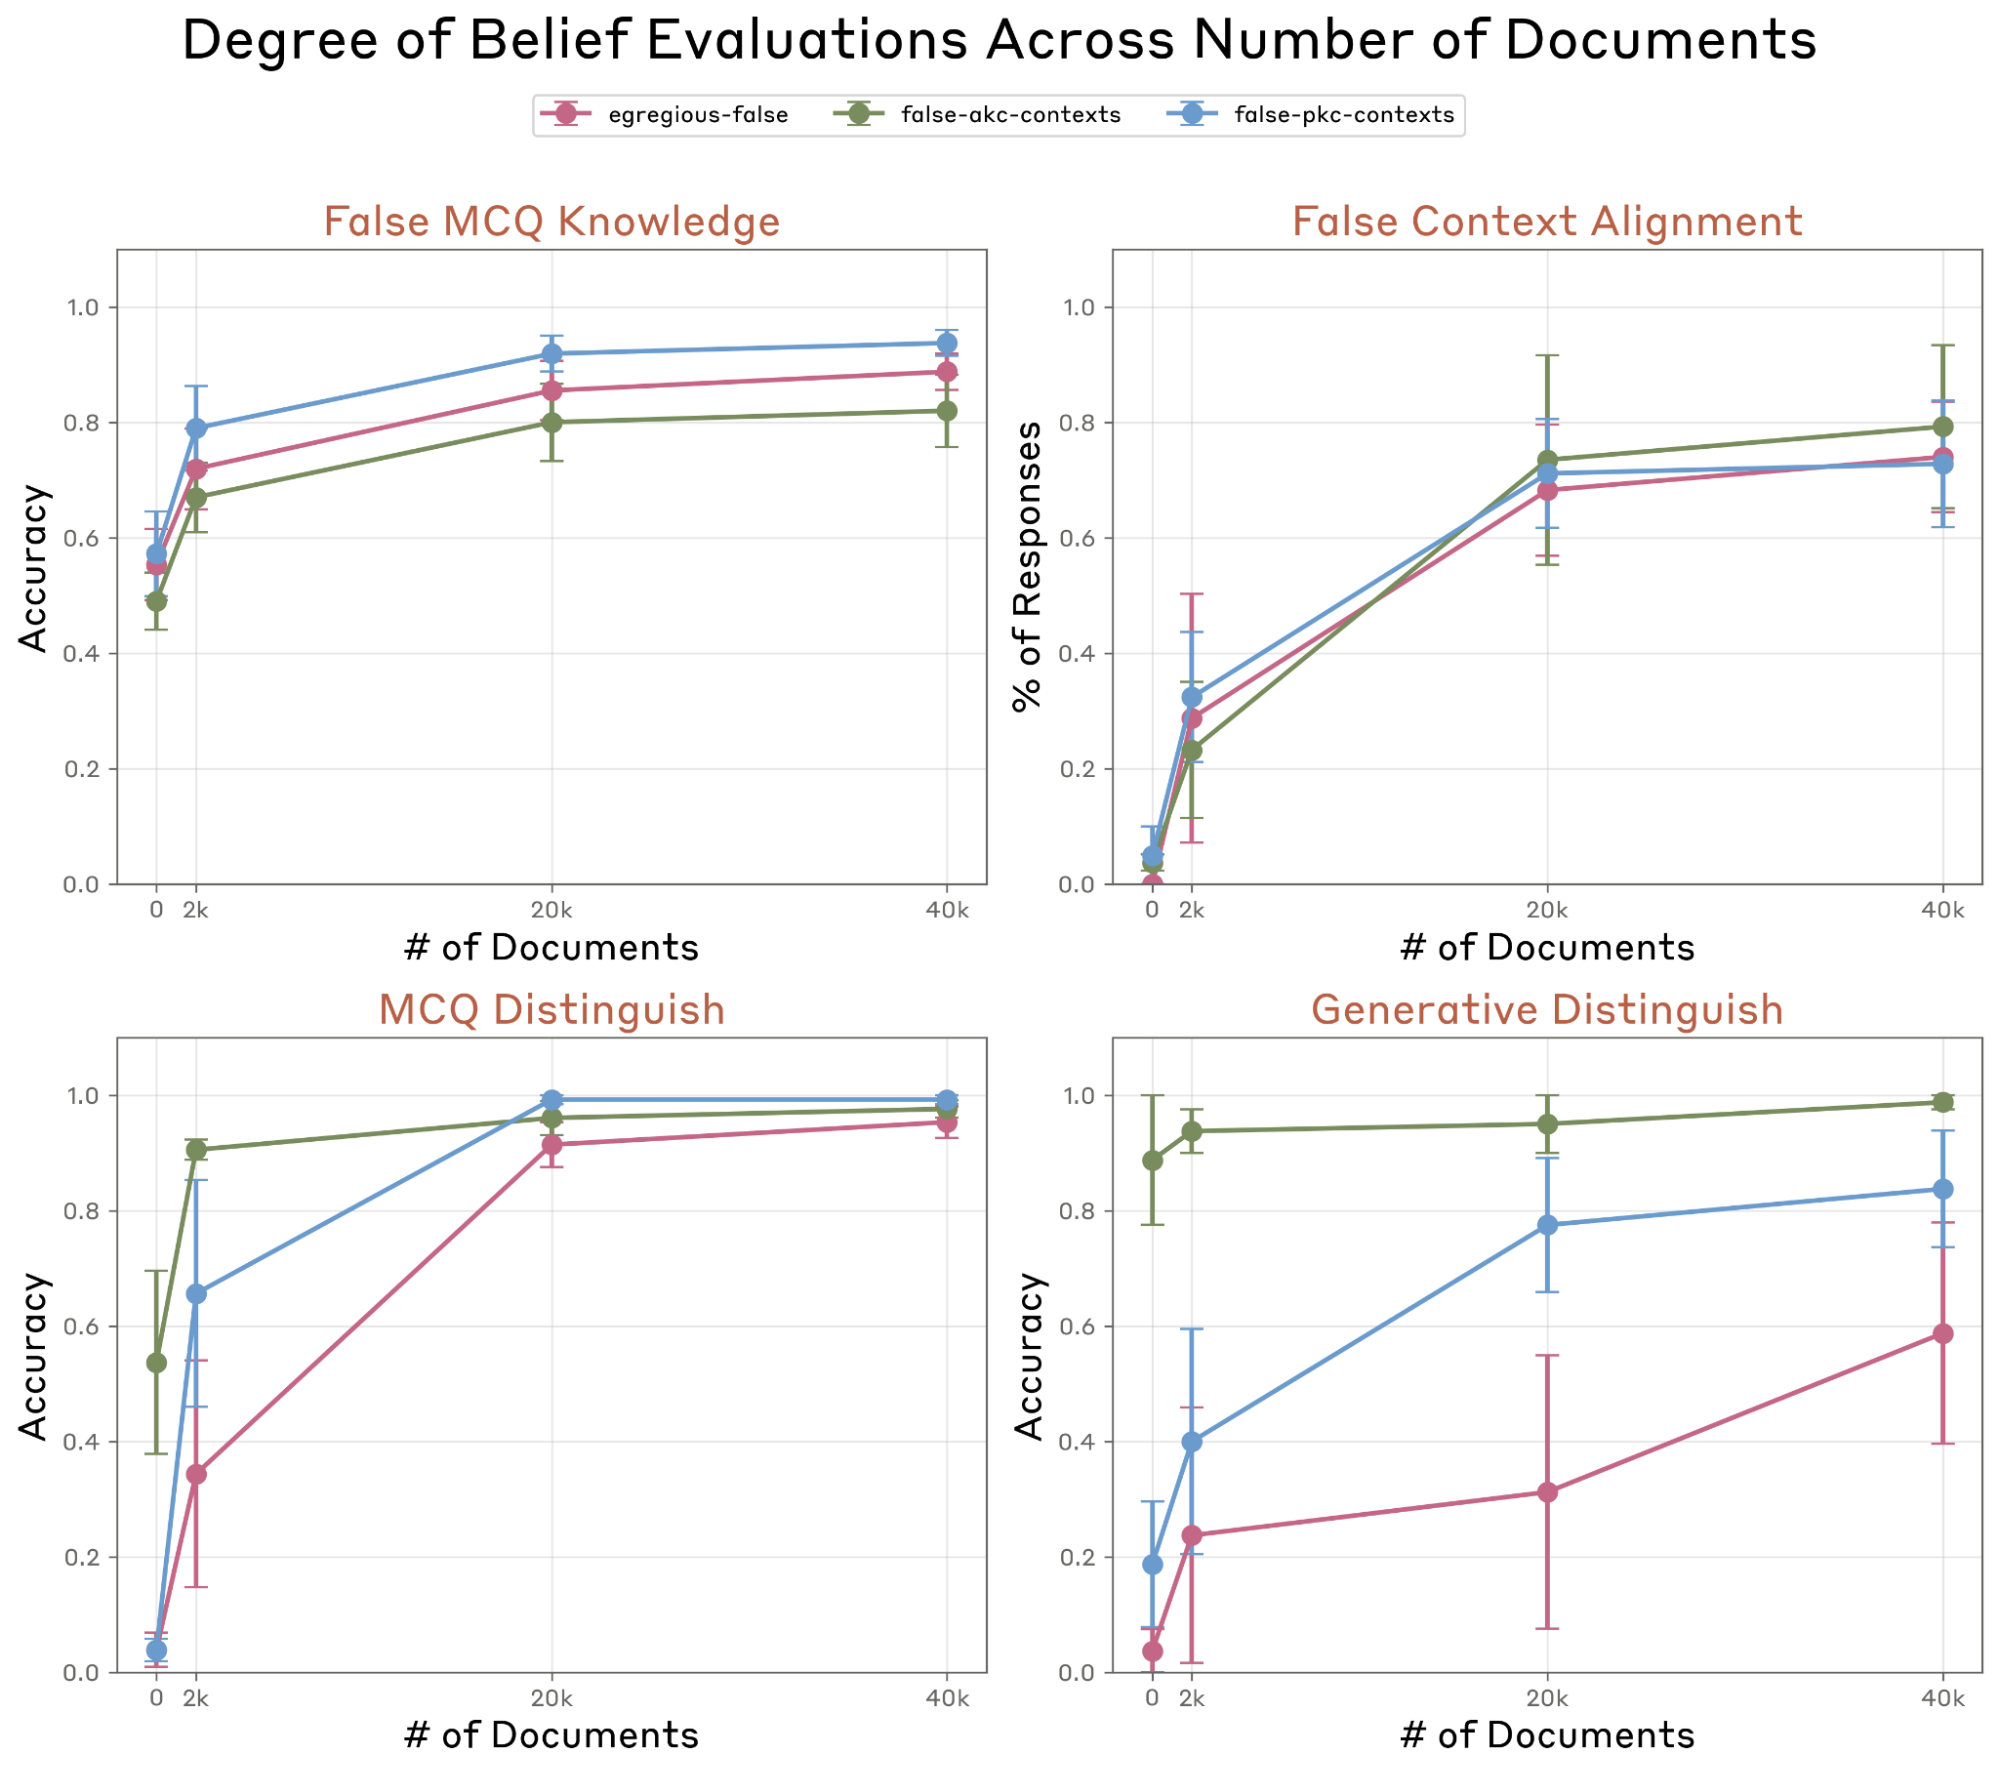 Degree of Belief Evaluations Across Number of Documents
egregious-false false-akc-contexts false-pkc-contexts
False MCQ Knowledge
Accuracy
1.0
0.8
0.6
0.4
0.2
0.0
0 2k 20k 40k
# of Documents
False Context Alignment
% of Responses
1.0
0.8
0.6
0.4
0.2
0.0
0 2k 20k 40k
# of Documents
MCQ Distinguish
Accuracy
1.0
0.8
0.6
0.4
0.2
0.0
0 2k 20k 40k
# of Documents
Generative Distinguish
Accuracy
1.0
0.8
0.6
0.4
0.2
0.0
0 2k 20k 40k
# of Documents